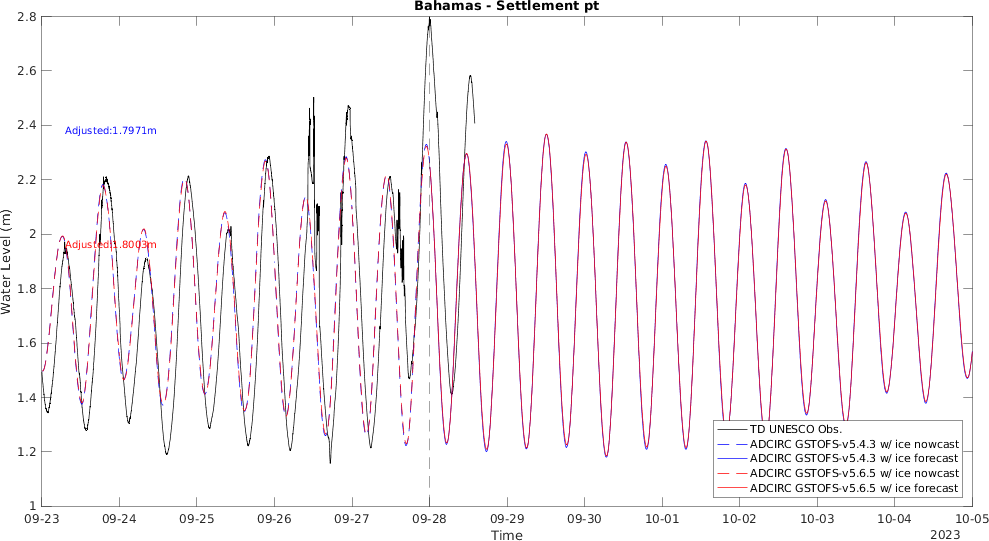 Bahamas - Settlement pt
2.8
2.6
2.4
2.2
2
1.8
1.6
1.4
1.2
1
Water Level (m)
Adjusted:1.7971m
Adjusted:1.8003m
TD UNESCO Obs.
ADCIRC GSTOFS-v5.4.3 w/ ice nowcast
ADCIRC GSTOFS-v5.4.3 w/ ice forecast
ADCIRC GSTOFS-v5.6.5 w/ ice nowcast
ADCIRC GSTOFS-v5.6.5 w/ ice forecast
09-23 09-24 09-25 09-26 09-27 09-28 09-29 09-30 10-01 10-02 10-03 10-04 10-05
Time
2023